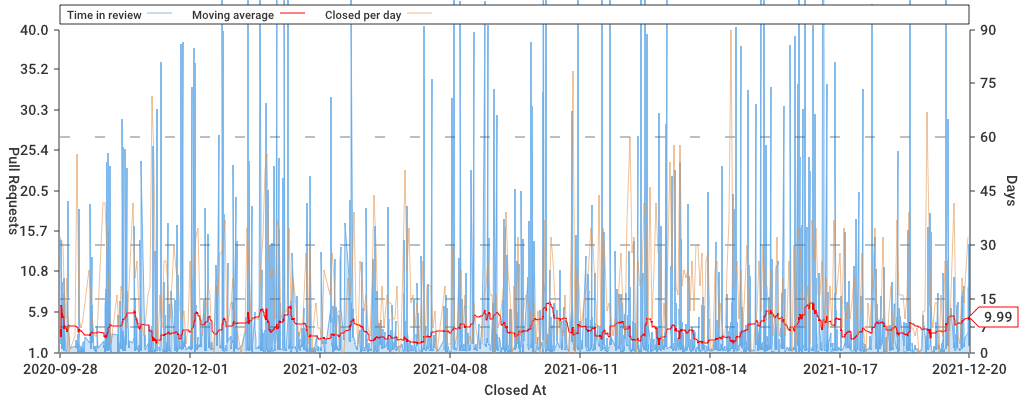 Time in review Moving average Closed per day
40.0 90
35.2 75
30.3
25.4 60
20.5 45
15.7 30
10.8
5.9 15
9.99
7
1.0 0
Pull Requests
Days
2020-09-28 2020-12-01 2021-02-03 2021-04-08 2021-06-11 2021-08-14 2021-10-17 2021-12-20
Closed At